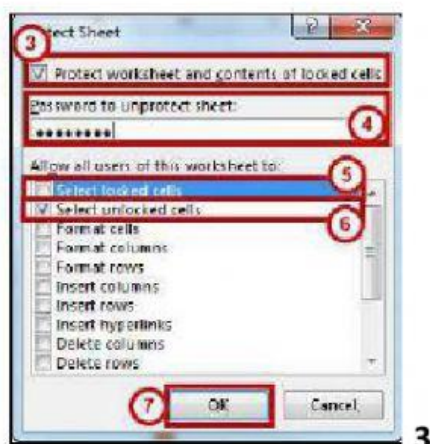 3
Protect Sheet
Protect worksheet and contents of locked cells
Password to unprotect sheet:
4
Allow all users of this worksheet to:
5
Select locked cells
Select unlocked cells
6
Format cells
Format columns
Format rows
Insert columns
Insert rows
Insert hyperlinks
Delete columns
Delete rows
7 OK Cancel
3